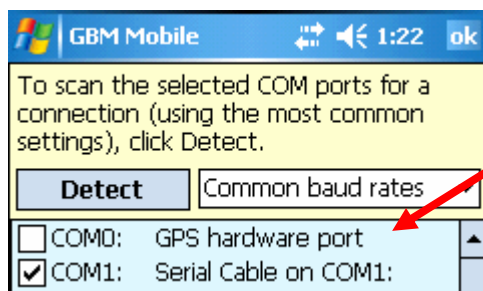 GBM Mobile 1:22 ok
To scan the selected COM ports for a
connection (using the most common
settings), click Detect.
Detect Common baud rates
COM0: GPS hardware port
COM1: Serial Cable on COM1: